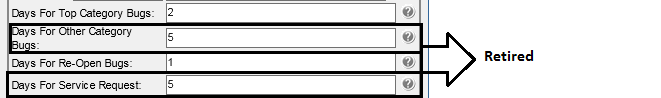 Days For Top Category Bugs: 2
Days For Other Category
Bugs: 5
Days For Re-Open Bugs: 1
Days For Service Request: 5
Retired